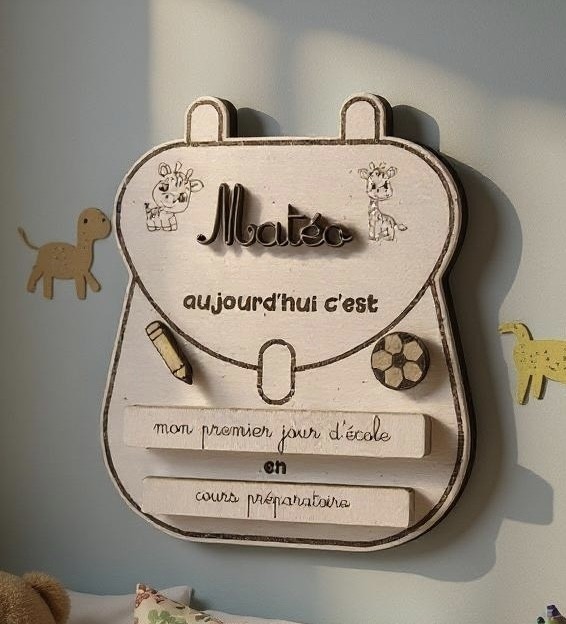 Matéo
aujourd'hui c'est
mon premier jour d'école
en
cours préparatoire